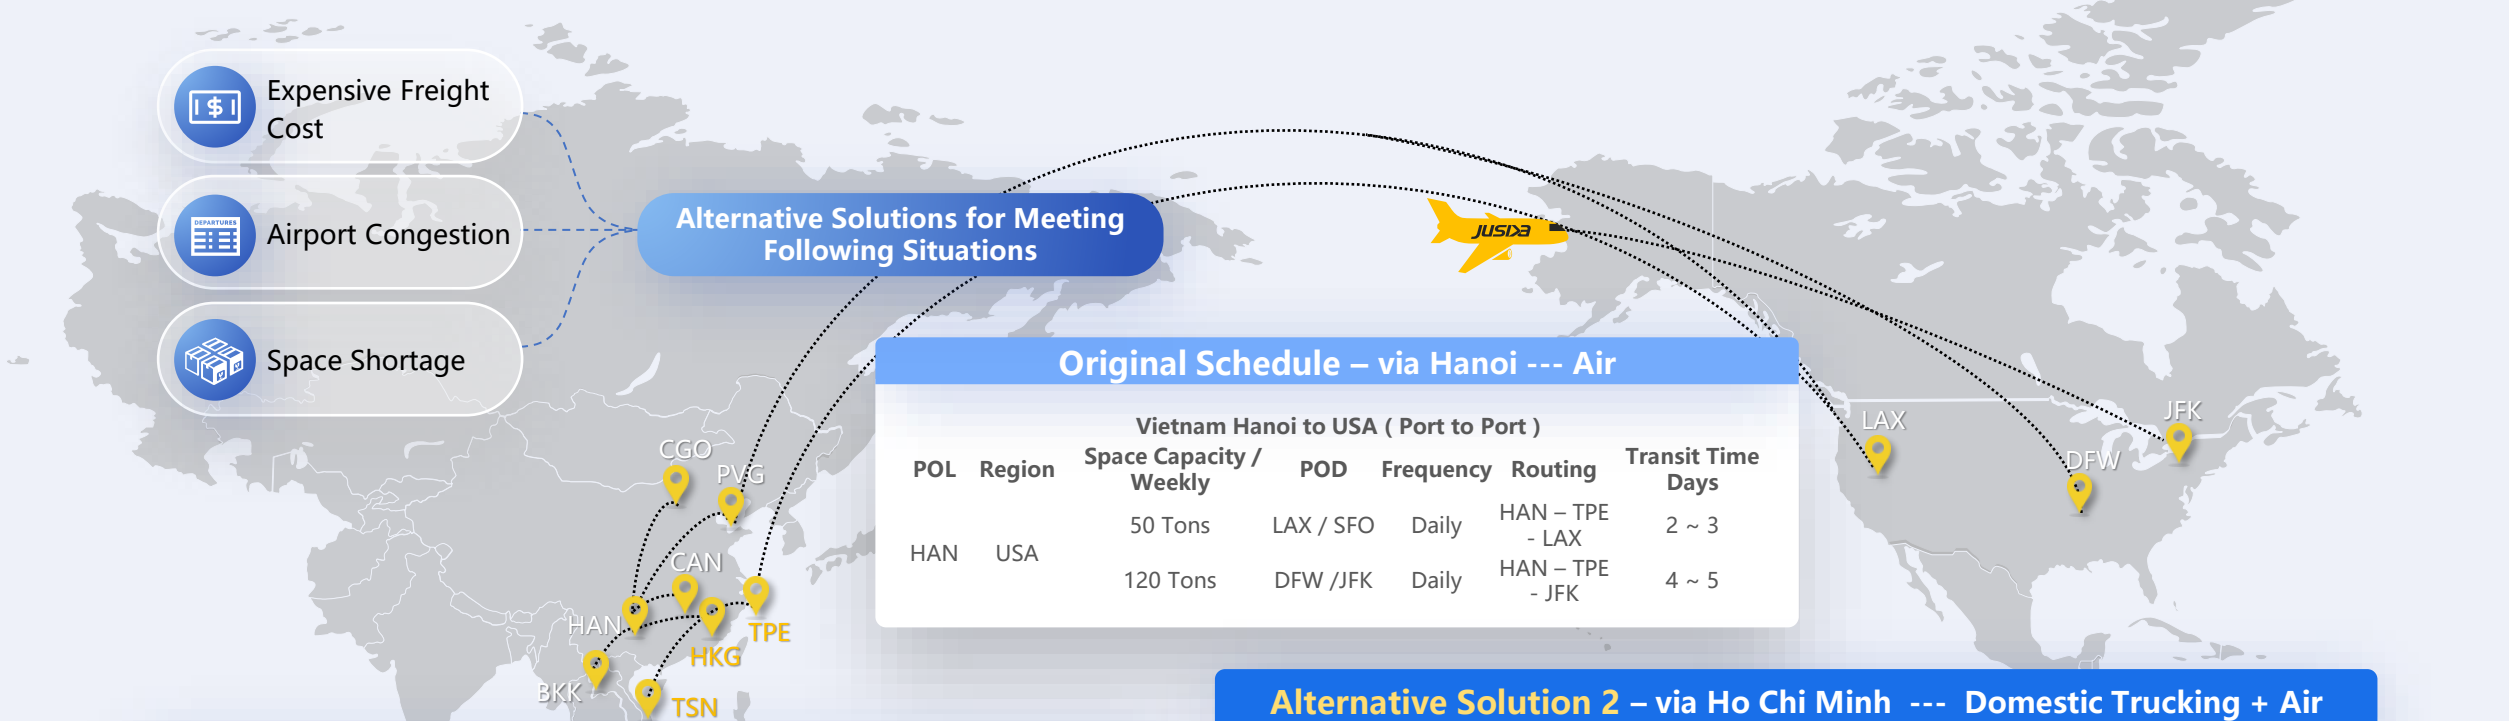 Expensive Freight
Cost
DEPARTURES
Airport Congestion
Space Shortage
Alternative Solutions for Meeting
Following Situations
JUSDA
Original Schedule – via Hanoi --- Air
Vietnam Hanoi to USA ( Port to Port )
POL Region Space Capacity / Weekly POD Frequency Routing Transit Time Days
HAN USA
50 Tons LAX / SFO Daily HAN – TPE - LAX 2 ~ 3
120 Tons DFW /JFK Daily HAN – TPE - JFK 4 ~ 5
CGO
PVG
CAN
HAN
TPE
HKG
BKK
TSN
LAX
JFK
DFW
Alternative Solution 2 – via Ho Chi Minh --- Domestic Trucking + Air